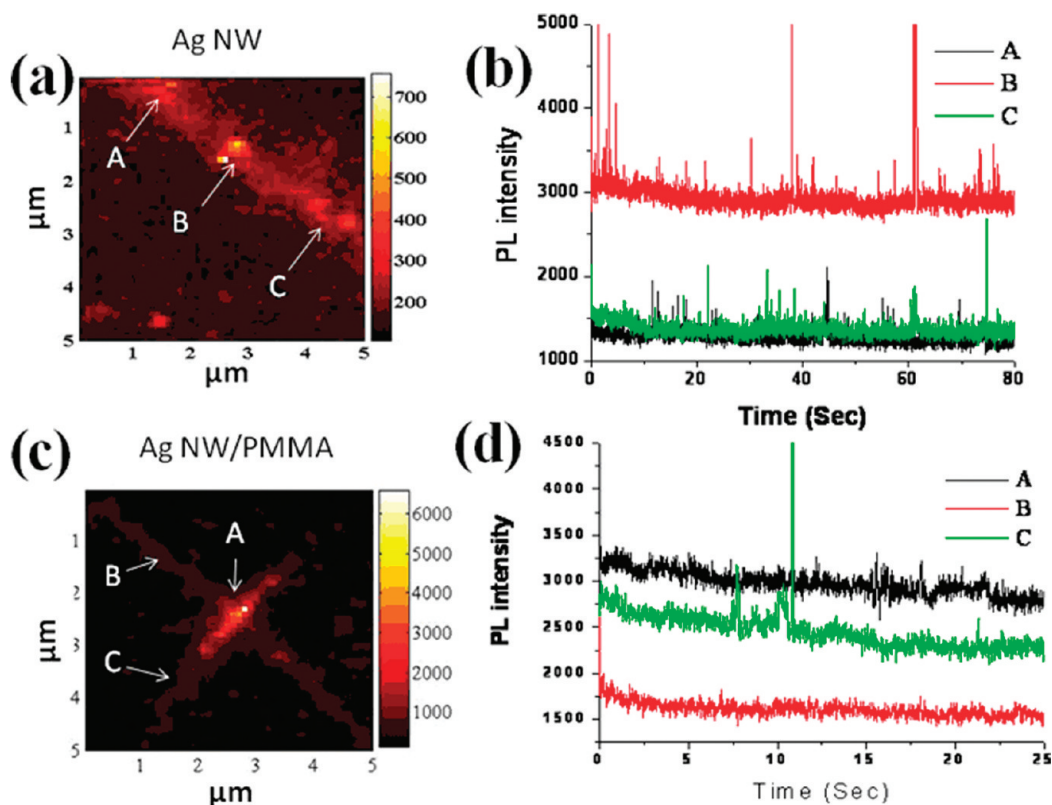 Ag NW
(a)
A
B
C
1
2
3
4
5
μm
1 2 3 4 5
μm
700
600
500
400
300
200
(b)
5000
4000
3000
2000
1000
PL intensity
A
B
C
0 20 40 60 80
Time (Sec)
Ag NW/PMMA
(c)
A
B
C
1
2
3
4
5
μm
1 2 3 4 5
μm
6000
5000
4000
3000
2000
1000
(d)
4500
4000
3500
3000
2500
2000
1500
PL intensity
A
B
C
0 5 10 15 20 25
Time (Sec)